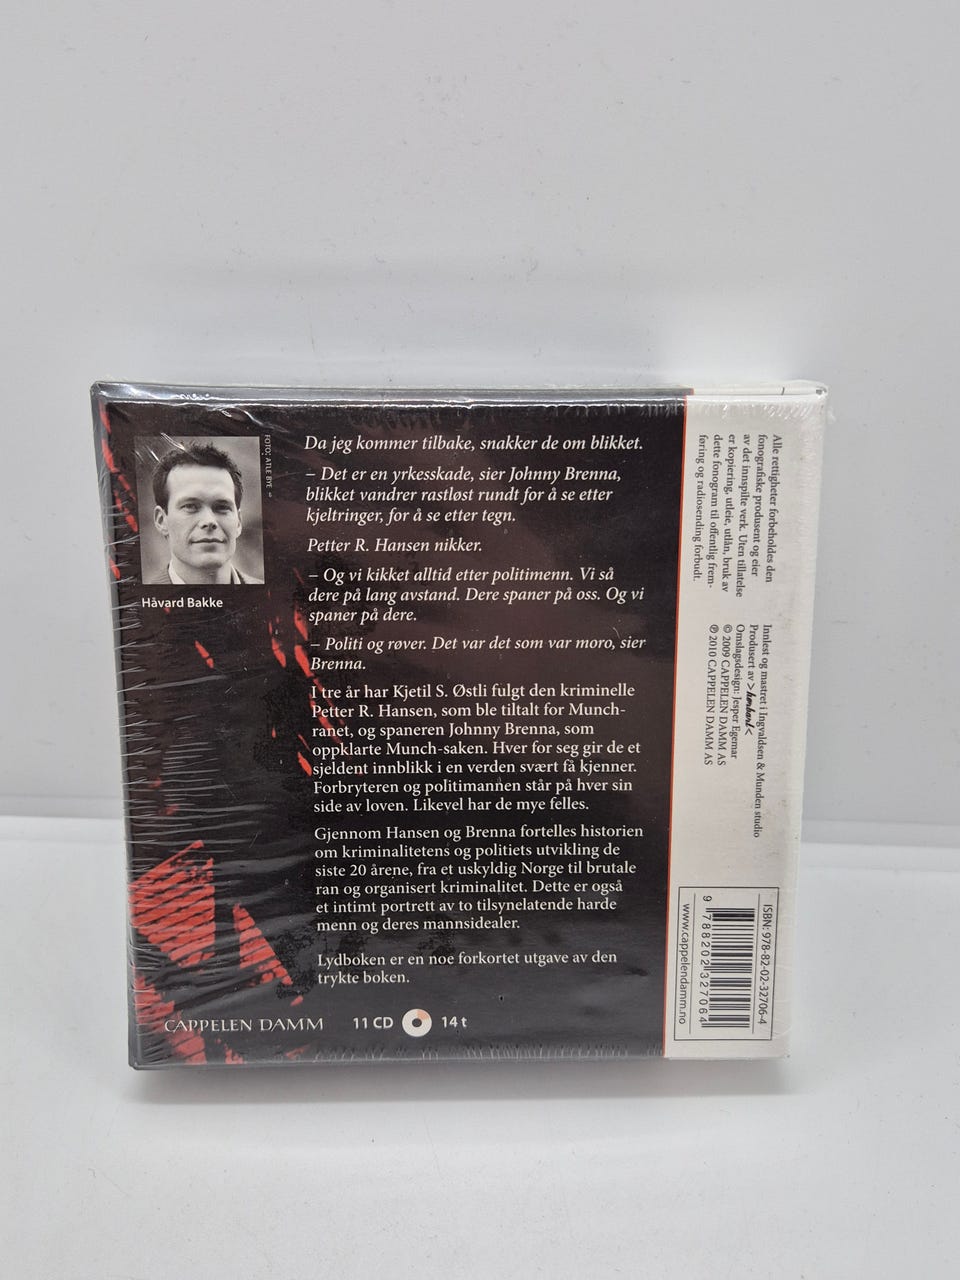 FOTO: ATLE BYE ©
Håvard Bakke
Da jeg kommer tilbake, snakker de om blikket.
– Det er en yrkesskade, sier Johnny Brenna,
blikket vandrer rastløst rundt for å se etter
kjeltringer, for å se etter tegn.
Petter R. Hansen nikker.
– Og vi kikket alltid etter politimenn. Vi så
dere på lang avstand. Dere spaner på oss. Og vi
spaner på dere.
– Politi og røver. Det var det som var moro, sier
Brenna.
I tre år har Kjetil S. Østli fulgt den kriminelle
Petter R. Hansen, som ble tiltalt for Munch-
ranet, og spaneren Johnny Brenna, som
oppklarte Munch-saken. Hver for seg gir de et
sjeldent innblikk i en verden svært få kjenner.
Forbryteren og politimannen står på hver sin
side av loven. Likevel har de mye felles.
Gjennom Hansen og Brenna fortelles historien
om kriminalitetens og politiets utvikling de
siste 20 årene, fra et uskyldig Norge til brutale
ran og organisert kriminalitet. Dette er også
et intimt portrett av to tilsynelatende harde
menn og deres mannsidealer.
Lydboken er en noe forkortet utgave av den
trykte boken.
CAPPELEN DAMM 11 CD 14 t
Alle rettigheter forbeholdes den
fonografiske produsent og eier
av det innspilte verk. Uten tillatelse
er kopiering, utleie, utlån, bruk av
dette fonogram til offentlig frem-
føring og radiosending forbudt.
Innlest og mastret i Ingvaldsen & Munden studio
Produsert av >hønkørd<
Omslagsdesign: Jesper Egemar
© 2009 CAPPELEN DAMM AS
℗ 2010 CAPPELEN DAMM AS
ISBN: 978-82-02-32706-4
9 788202 327064
www.cappelendamm.no